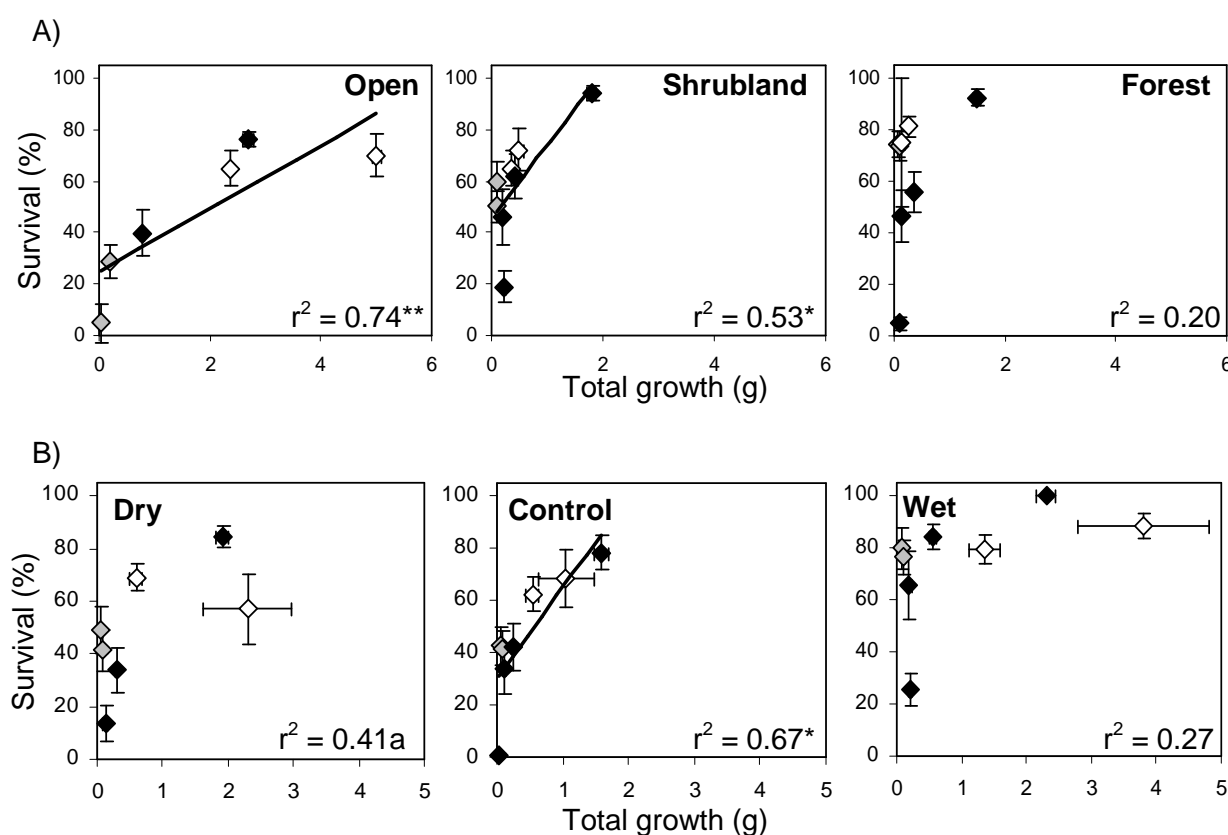 A)
Open
Shrubland
Forest
Survival (%)
100
80
60
40
20
0
r² = 0.74**
0 2 4 6
100
80
60
40
20
0
r² = 0.53*
0 2 4 6
100
80
60
40
20
0
r² = 0.20
0 2 4 6
Total growth (g)
B)
Dry
Control
Wet
Survival (%)
100
80
60
40
20
0
r² = 0.41a
0 1 2 3 4 5
100
80
60
40
20
0
r² = 0.67*
0 1 2 3 4 5
100
80
60
40
20
0
r² = 0.27
0 1 2 3 4 5
Total growth (g)